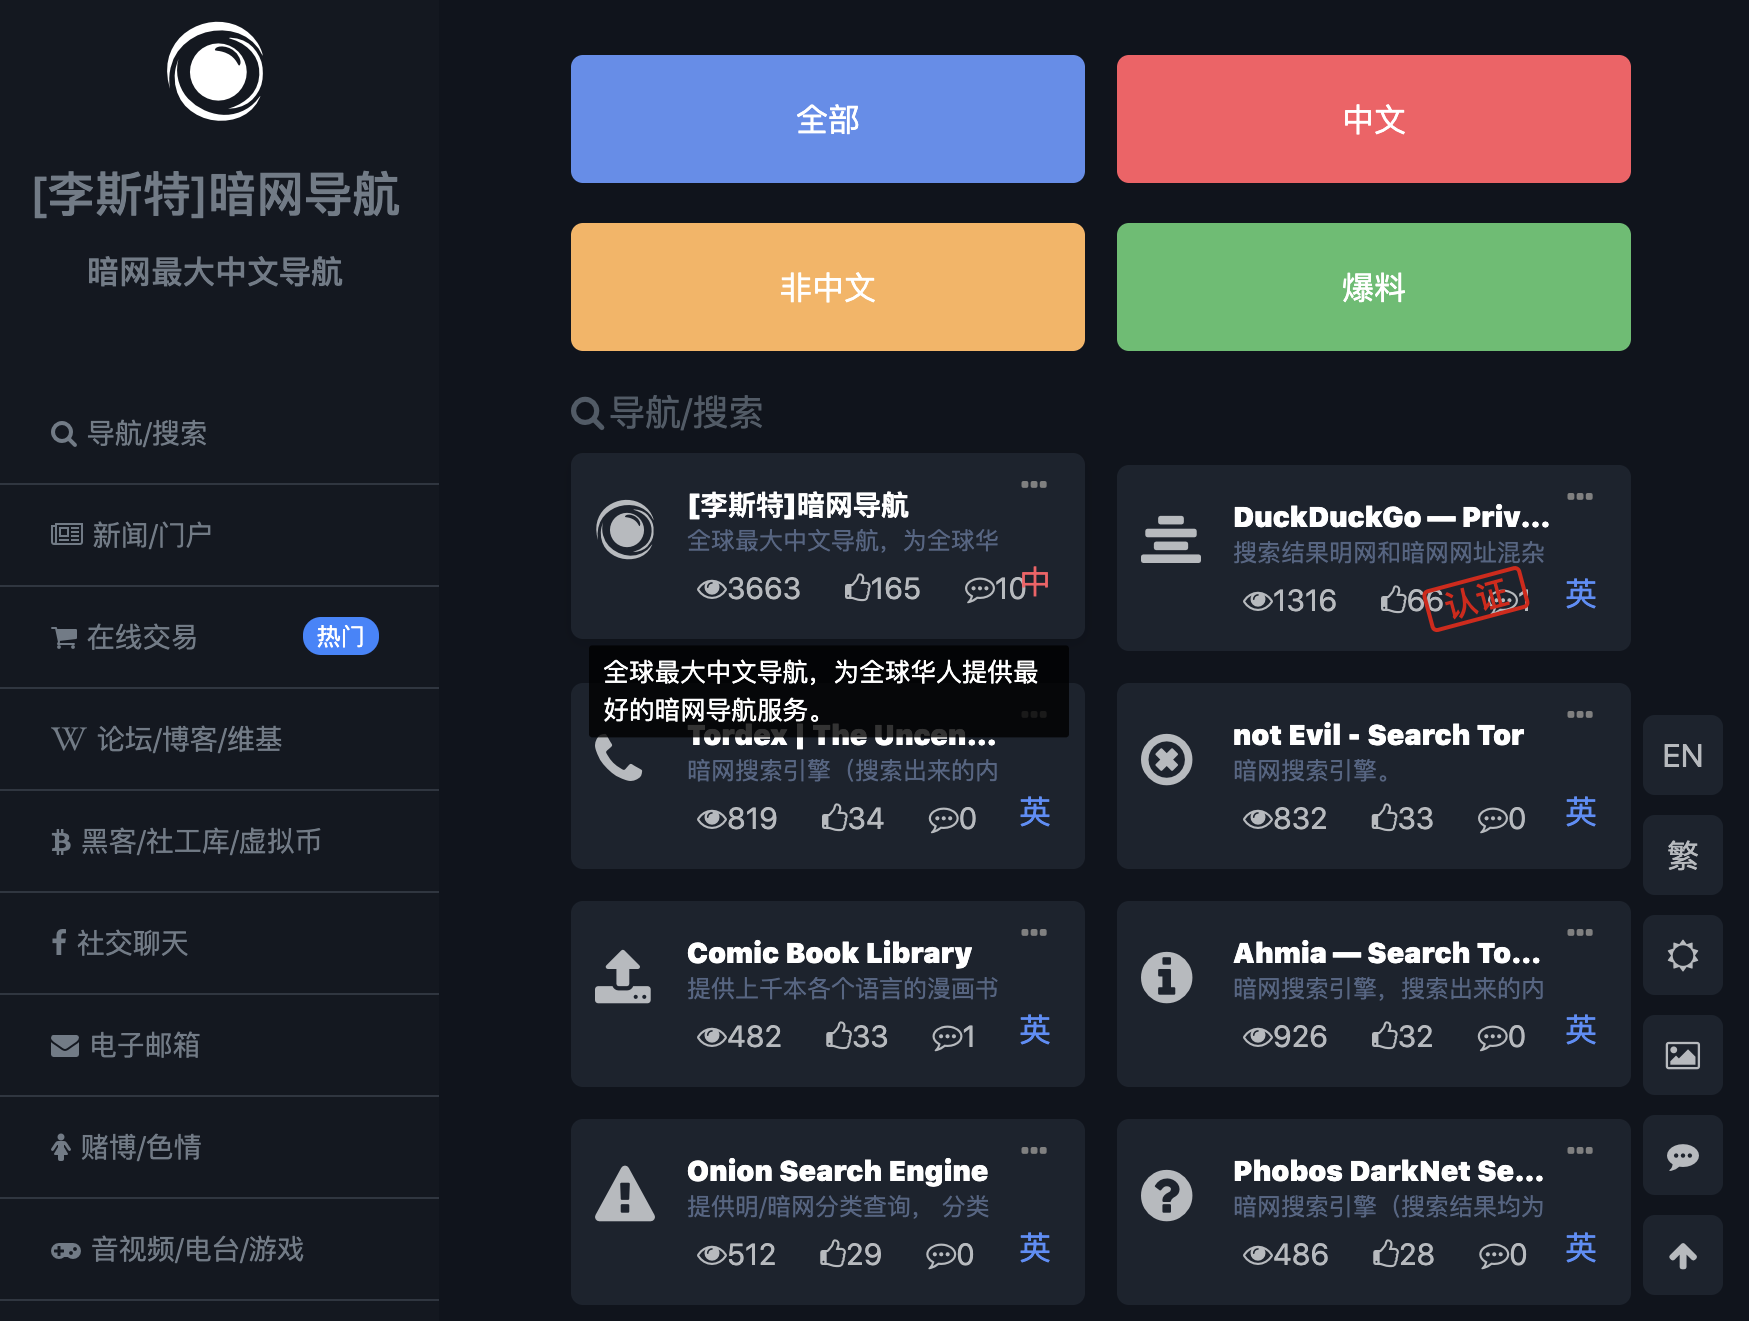 [李斯特]暗网导航
暗网最大中文导航
导航/搜索
新闻/门户
在线交易
热门
论坛/博客/维基
黑客/社工库/虚拟币
社交聊天
电子邮箱
赌博/色情
音视频/电台/游戏
全部
中文
非中文
爆料
导航/搜索
[李斯特]暗网导航
全球最大中文导航，为全球华
3663 165 10
中
DuckDuckGo — Priv...
搜索结果明网和暗网网址混杂
1316 66 1
认证
英
全球最大中文导航，为全球华人提供最
好的暗网导航服务。
Tordex | The Uncen...
暗网搜索引擎（搜索出来的内
819 34 0
英
not Evil - Search Tor
暗网搜索引擎。
832 33 0
英
Comic Book Library
提供上千本各个语言的漫画书
482 33 1
英
Ahmia — Search To...
暗网搜索引擎，搜索出来的内
926 32 0
英
Onion Search Engine
提供明/暗网分类查询， 分类
512 29 0
英
Phobos DarkNet Se...
暗网搜索引擎（搜索结果均为
486 28 0
英
EN
繁